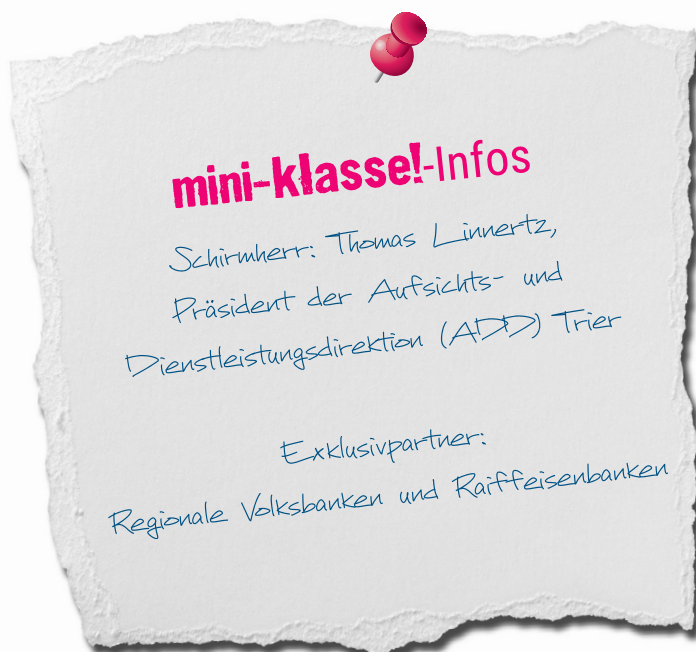 mini-klasse!-Infos
Schirmherr: Thomas Linnertz,
Präsident der Aufsichts- und
Dienstleistungsdirektion (ADD) Trier
Exklusivpartner:
Regionale Volksbanken und Raiffeisenbanken